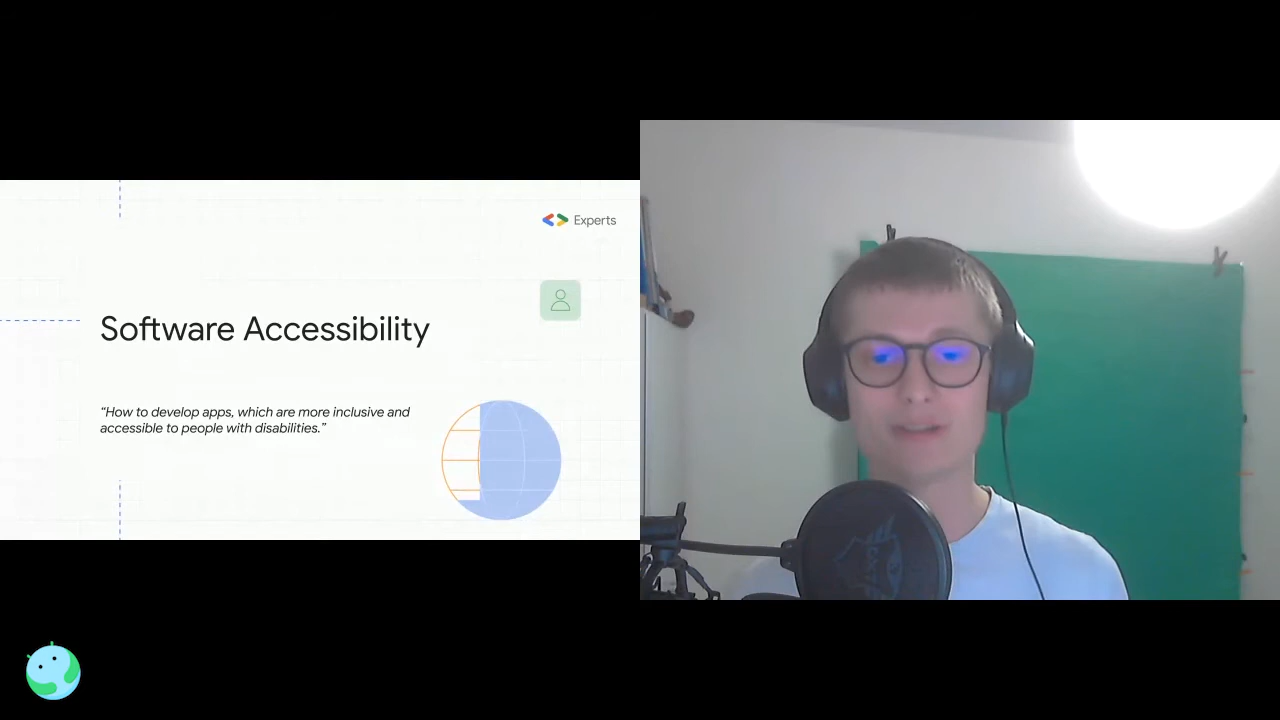 Experts
Software Accessibility
“How to develop apps, which are more inclusive and
accessible to people with disabilities.”